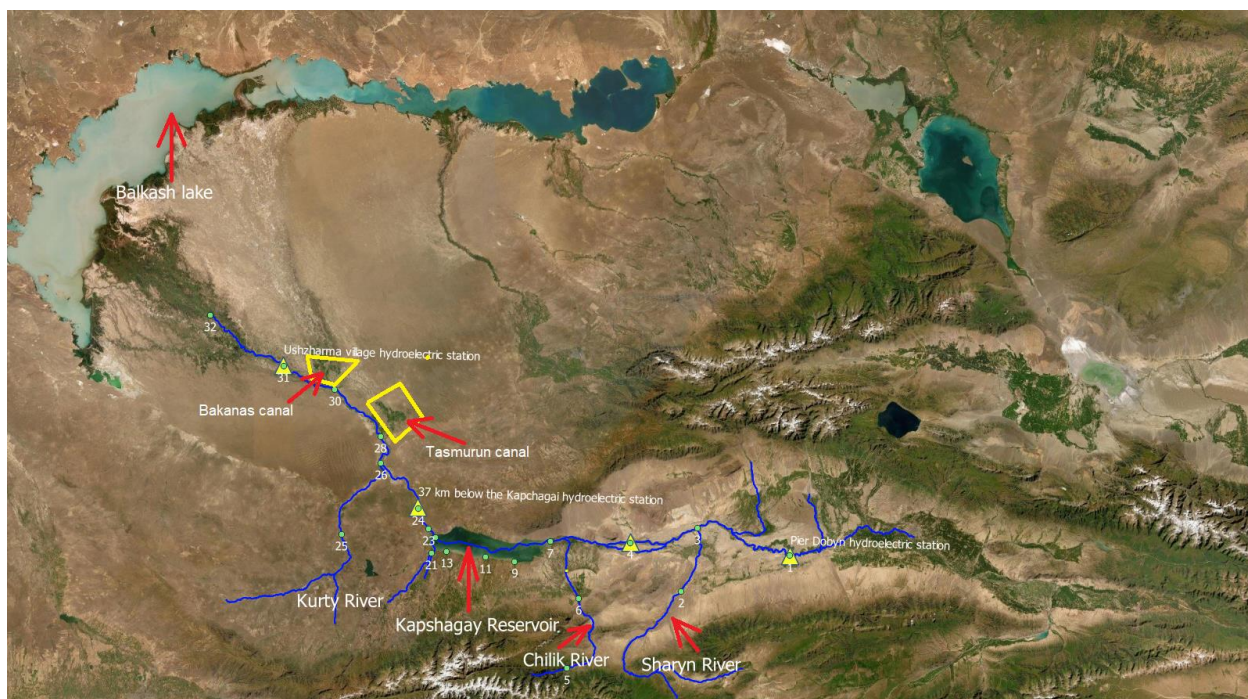 Balkash lake
32
Ushzharma village hydroelectric station
31
Bakanas canal
30
28
Tasmurun canal
26
37 km below the Kapchagai hydroelectric station
24
25
23
21
13
11
9
7
4
3
Pier Dobyn hydroelectric station
1
6
2
Kurty River
Kapshagay Reservoir
Chilik River
Sharyn River
5